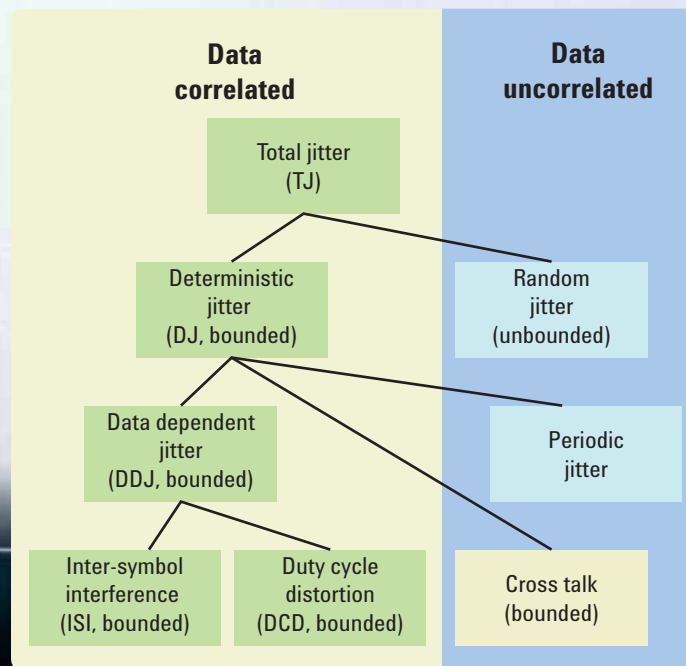 Data
correlated
Data
uncorrelated
Total jitter
(TJ)
Deterministic
jitter
(DJ, bounded)
Random
jitter
(unbounded)
Data dependent
jitter
(DDJ, bounded)
Periodic
jitter
Inter-symbol
interference
(ISI, bounded)
Duty cycle
distortion
(DCD, bounded)
Cross talk
(bounded)